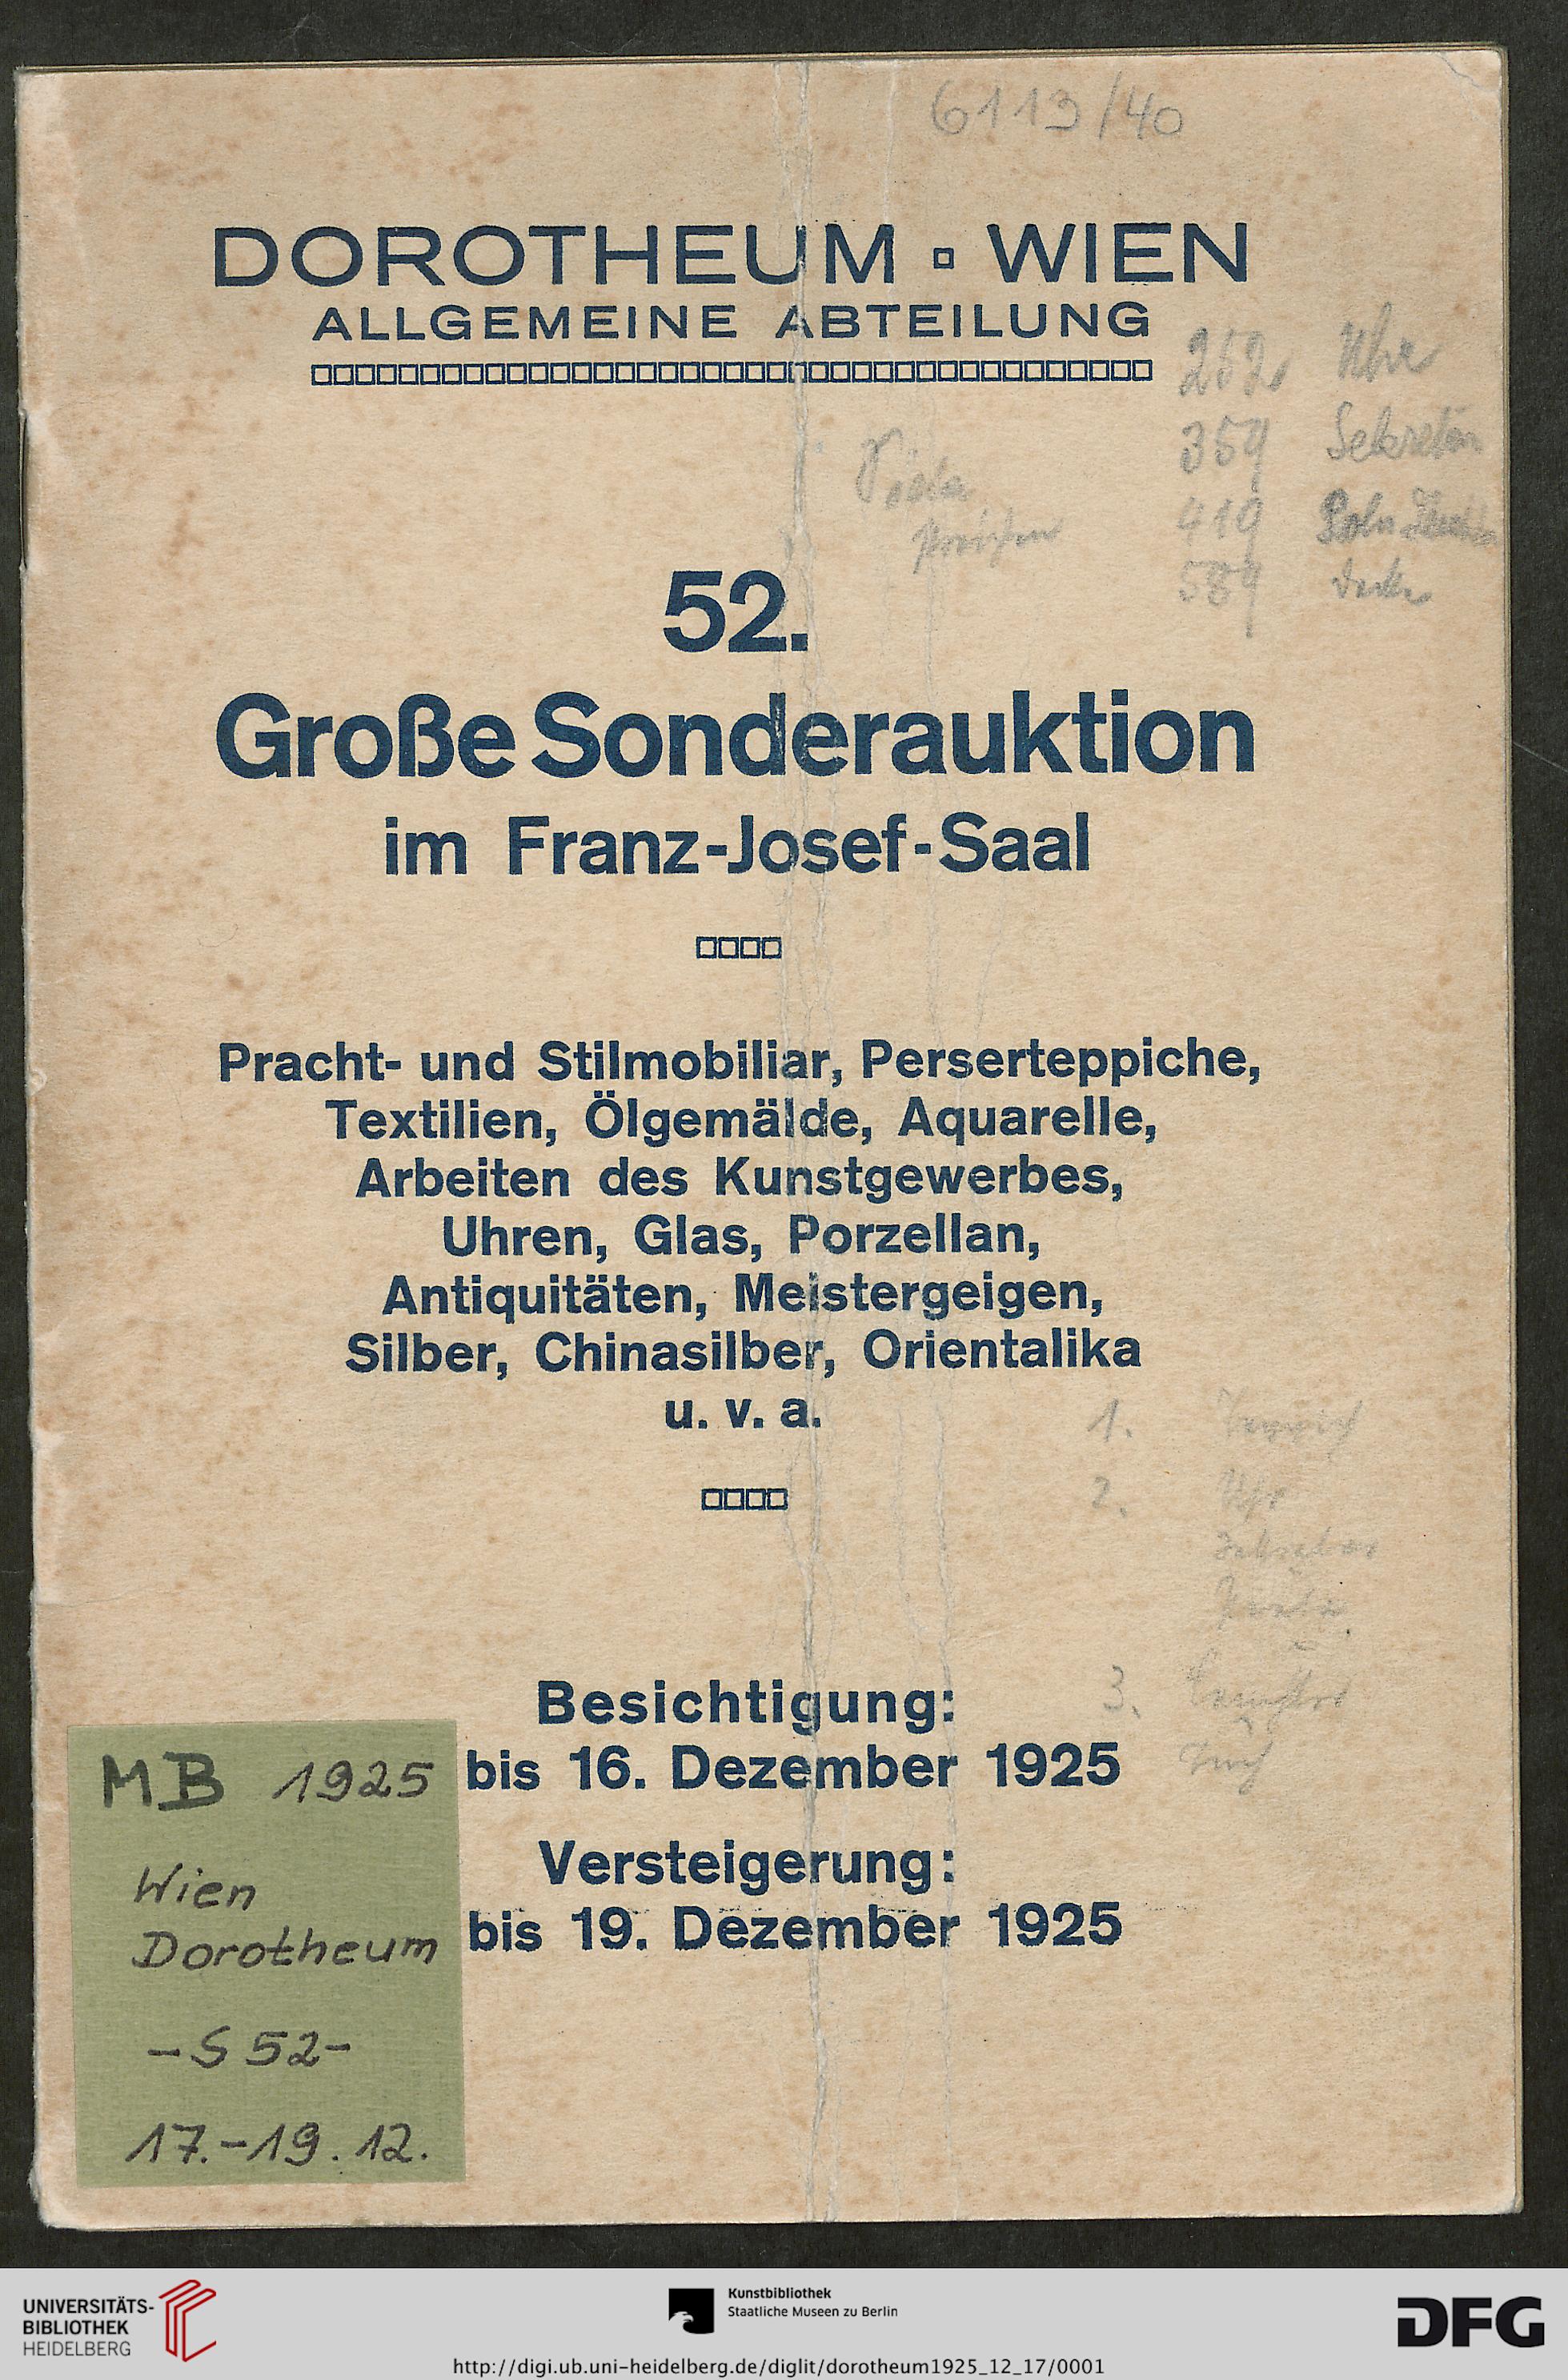 6119/40
DOROTHEUM ▫ WIEN
ALLGEMEINE ABTEILUNG
252 Uhr
359 Sekretär
419
589
52.
Große Sonderauktion
im Franz-Josef-Saal
Pracht- und Stilmobiliar, Perserteppiche,
Textilien, Ölgemälde, Aquarelle,
Arbeiten des Kunstgewerbes,
Uhren, Glas, Porzellan,
Antiquitäten, Meistergeigen,
Silber, Chinasilber, Orientalika
u. v. a.
1.
2.
3.
Besichtigung:
bis 16. Dezember 1925
Versteigerung:
bis 19. Dezember 1925
MB 1925
Wien
Dorotheum
-S 52-
17.-19.12.
UNIVERSITÄTS-
BIBLIOTHEK
HEIDELBERG
Kunstbibliothek
Staatliche Museen zu Berlin
DFG
http://digi.ub.uni-heidelberg.de/diglit/dorotheum1925_12_17/0001